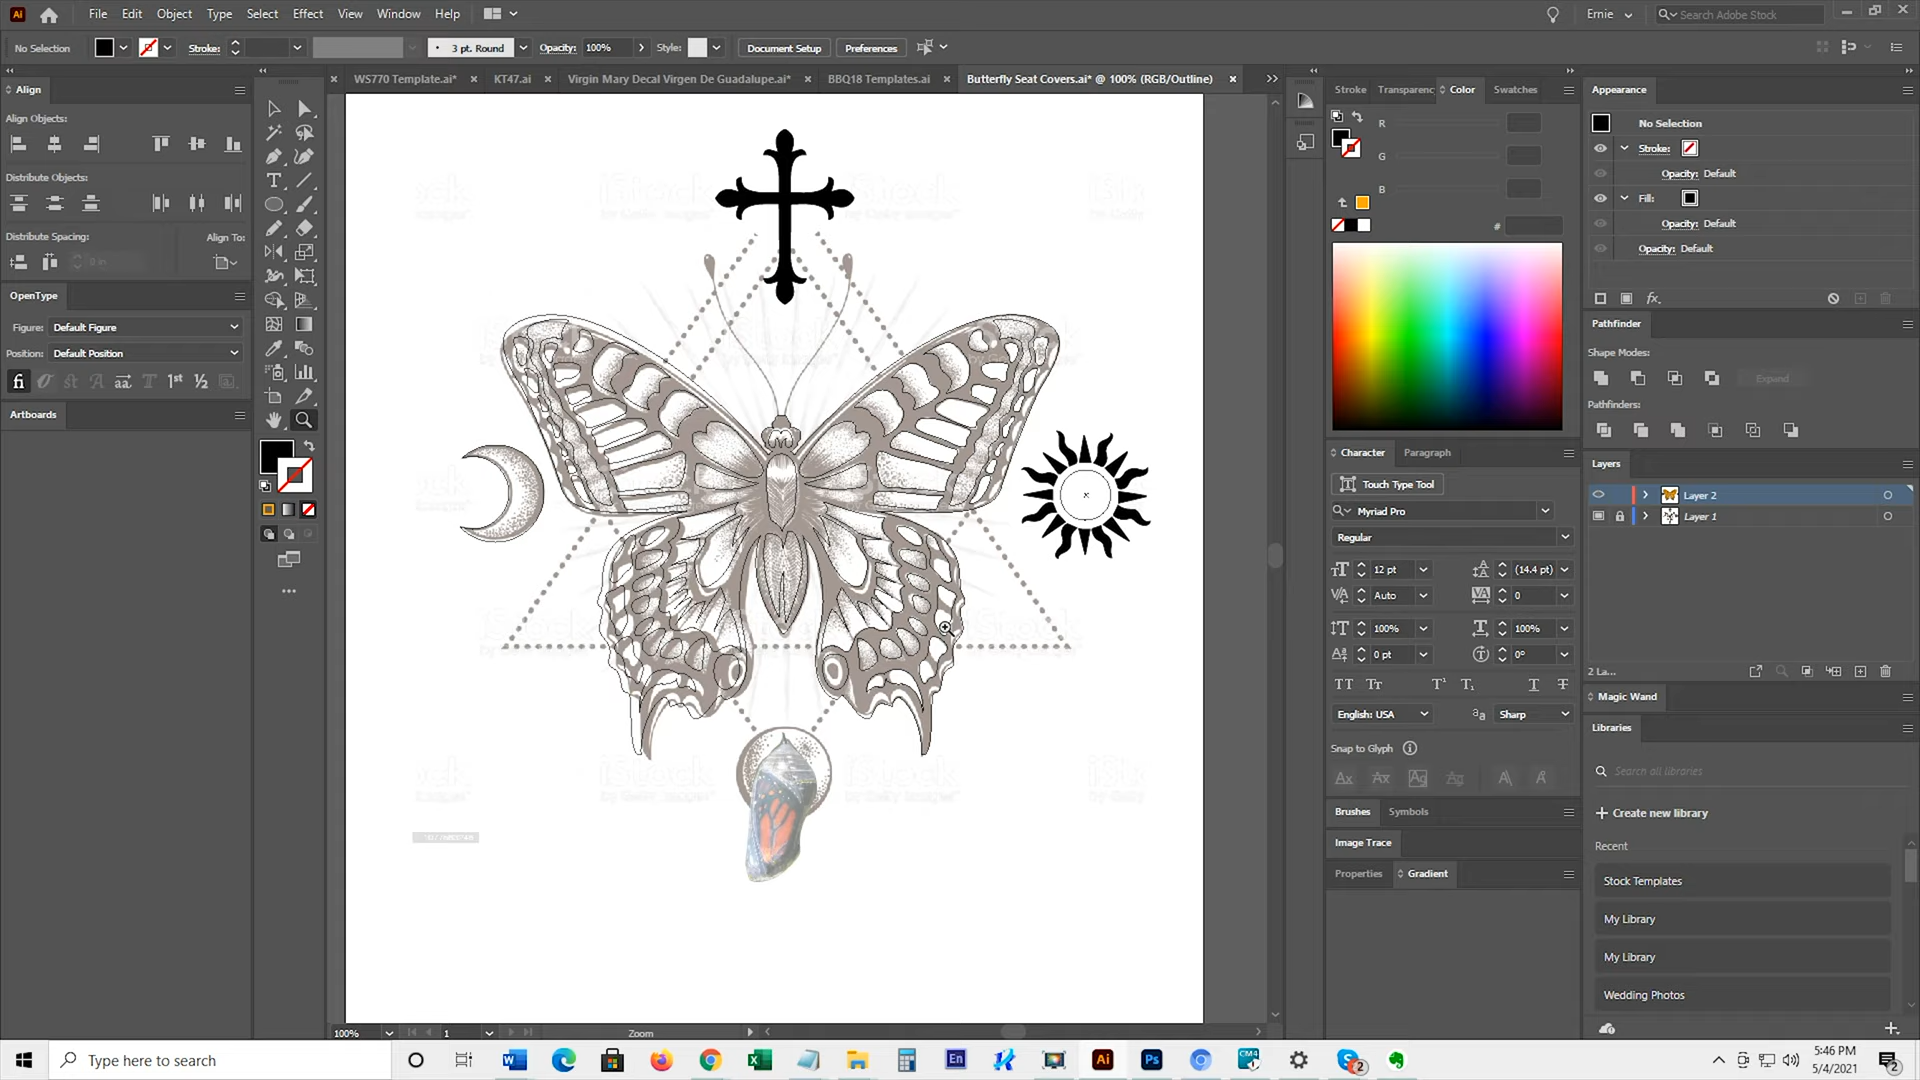 Ai File Edit Object Type Select Effect View Window Help Ernie Search Adobe Stock
No Selection Stroke: 3 pt. Round Opacity: 100% Style: Document Setup Preferences
WS770 Template.ai* × KT47.ai × Virgin Mary Decal Virgen De Guadalupe.ai* × BBQ18 Templates.ai × Butterfly Seat Covers.ai* @ 100% (RGB/Outline) ×
Align
Align Objects:
Distribute Objects:
Distribute Spacing: Align To:
0 in
OpenType
Figure: Default Figure
Position: Default Position
Artboards
iStock
by Getty Images
100% 1 Zoom
Stroke Transparenc Color Swatches
R
G
B
#
Character Paragraph
Touch Type Tool
Myriad Pro
Regular
12 pt (14.4 pt)
Auto 0
100% 100%
0 pt 0°
English: USA Sharp
Snap to Glyph
Brushes Symbols
Image Trace
Properties Gradient
Appearance
No Selection
Stroke:
Opacity: Default
Fill:
Opacity: Default
Opacity: Default
Pathfinder
Shape Modes:
Expand
Pathfinders:
Layers
Layer 2
Layer 1
2 La...
Magic Wand
Libraries
Search all libraries
Create new library
Recent
Stock Templates
My Library
My Library
Wedding Photos
Type here to search
5:46 PM
5/4/2021